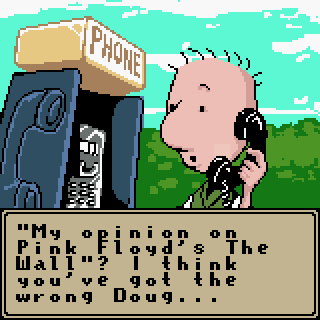 PHONE
"My opinion on
Pink Floyd's The
Wall"? I think
you've got the
wrong Doug...